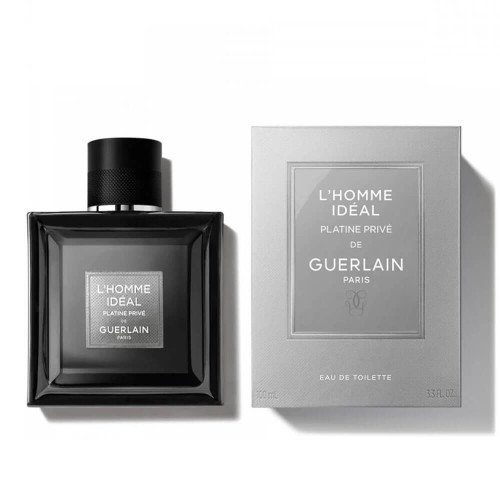 L'HOMME
IDÉAL
PLATINE PRIVÉ
DE
GUERLAIN
PARIS
L'HOMME
IDÉAL
PLATINE PRIVÉ
DE
GUERLAIN
PARIS
EAU DE TOILETTE
100 mL 3.3 FL. OZ.